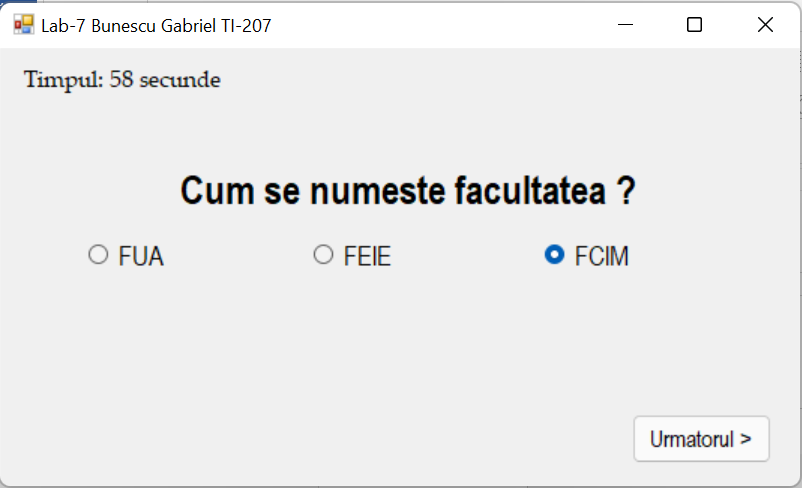 Lab-7 Bunescu Gabriel TI-207
Timpul: 58 secunde
Cum se numeste facultatea ?
FUA FEIE FCIM
Urmatorul >